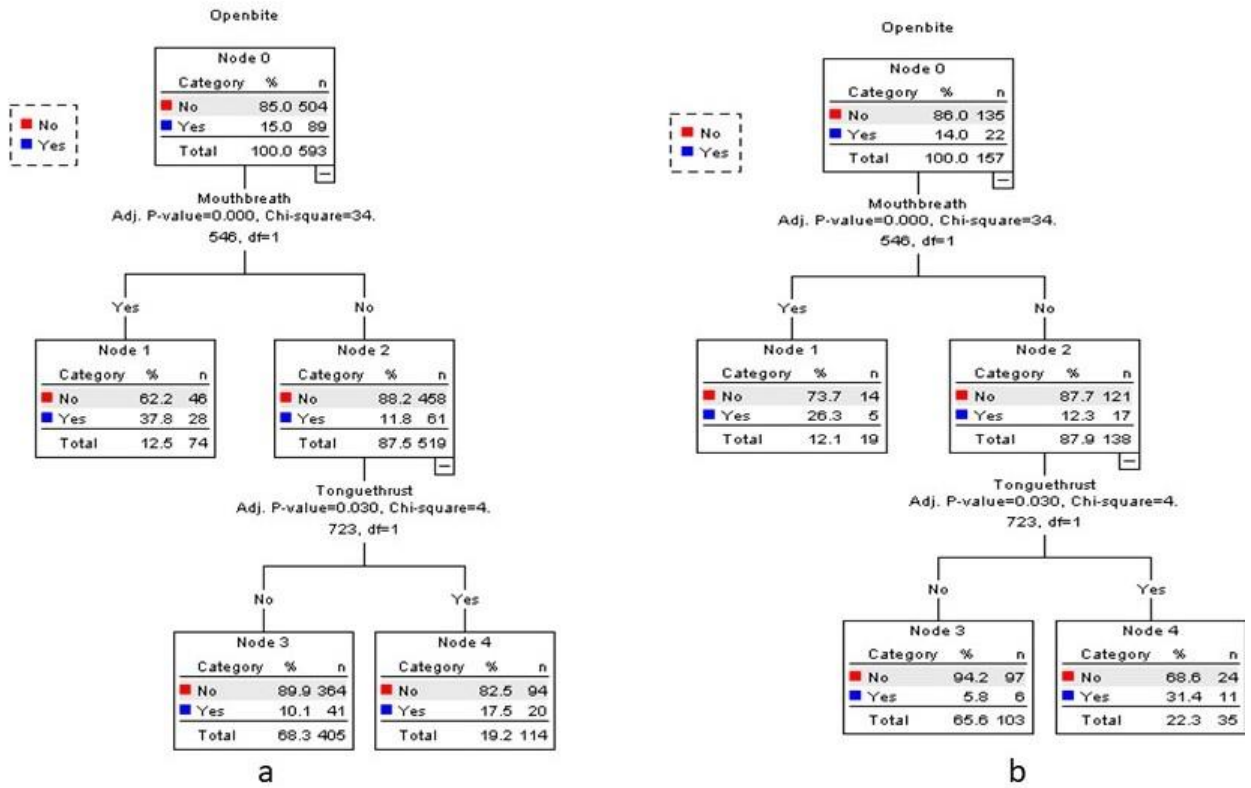 Openbite
No
Yes
Node 0
Category % n
No 85.0 504
Yes 15.0 89
Total 100.0 593
Mouthbreath
Adj. P-value=0.000, Chi-square=34.
546, df=1
Yes
No
Node 1
Category % n
No 62.2 46
Yes 37.8 28
Total 12.5 74
Node 2
Category % n
No 88.2 458
Yes 11.8 61
Total 87.5 519
Tonguethrust
Adj. P-value=0.030, Chi-square=4.
723, df=1
No
Yes
Node 3
Category % n
No 89.9 364
Yes 10.1 41
Total 68.3 405
Node 4
Category % n
No 82.5 94
Yes 17.5 20
Total 19.2 114
a
Openbite
No
Yes
Node 0
Category % n
No 86.0 135
Yes 14.0 22
Total 100.0 157
Mouthbreath
Adj. P-value=0.000, Chi-square=34.
546, df=1
Yes
No
Node 1
Category % n
No 73.7 14
Yes 26.3 5
Total 12.1 19
Node 2
Category % n
No 87.7 121
Yes 12.3 17
Total 87.9 138
Tonguethrust
Adj. P-value=0.030, Chi-square=4.
723, df=1
No
Yes
Node 3
Category % n
No 94.2 97
Yes 5.8 6
Total 65.6 103
Node 4
Category % n
No 68.6 24
Yes 31.4 11
Total 22.3 35
b